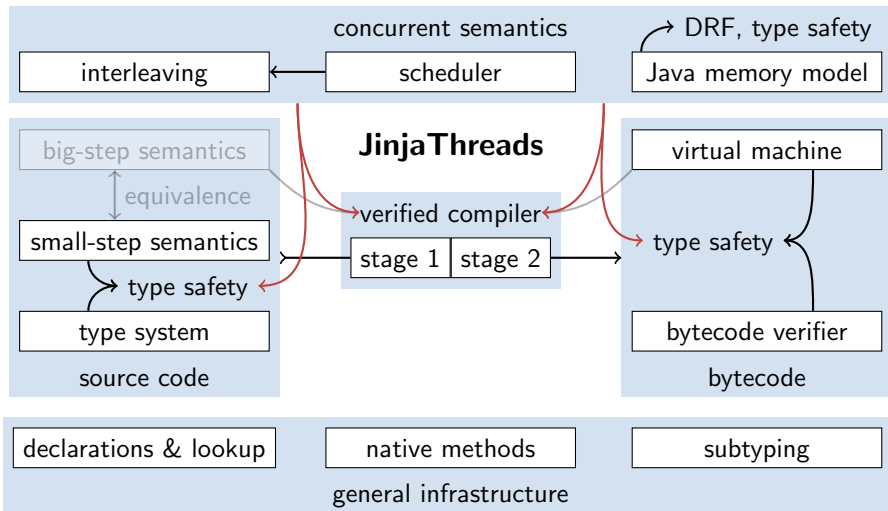 concurrent semantics
DRF, type safety
interleaving
scheduler
Java memory model
JinjaThreads
big-step semantics
equivalence
small-step semantics
type safety
type system
source code
verified compiler
stage 1
stage 2
virtual machine
type safety
bytecode verifier
bytecode
declarations & lookup
native methods
subtyping
general infrastructure